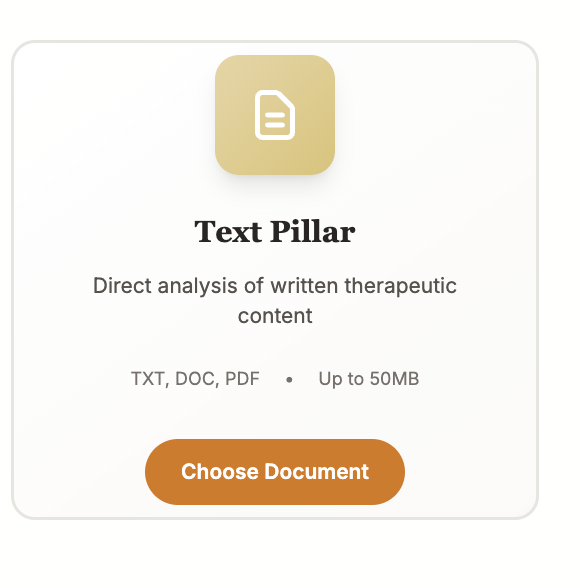 Text Pillar
Direct analysis of written therapeutic
content
TXT, DOC, PDF • Up to 50MB
Choose Document